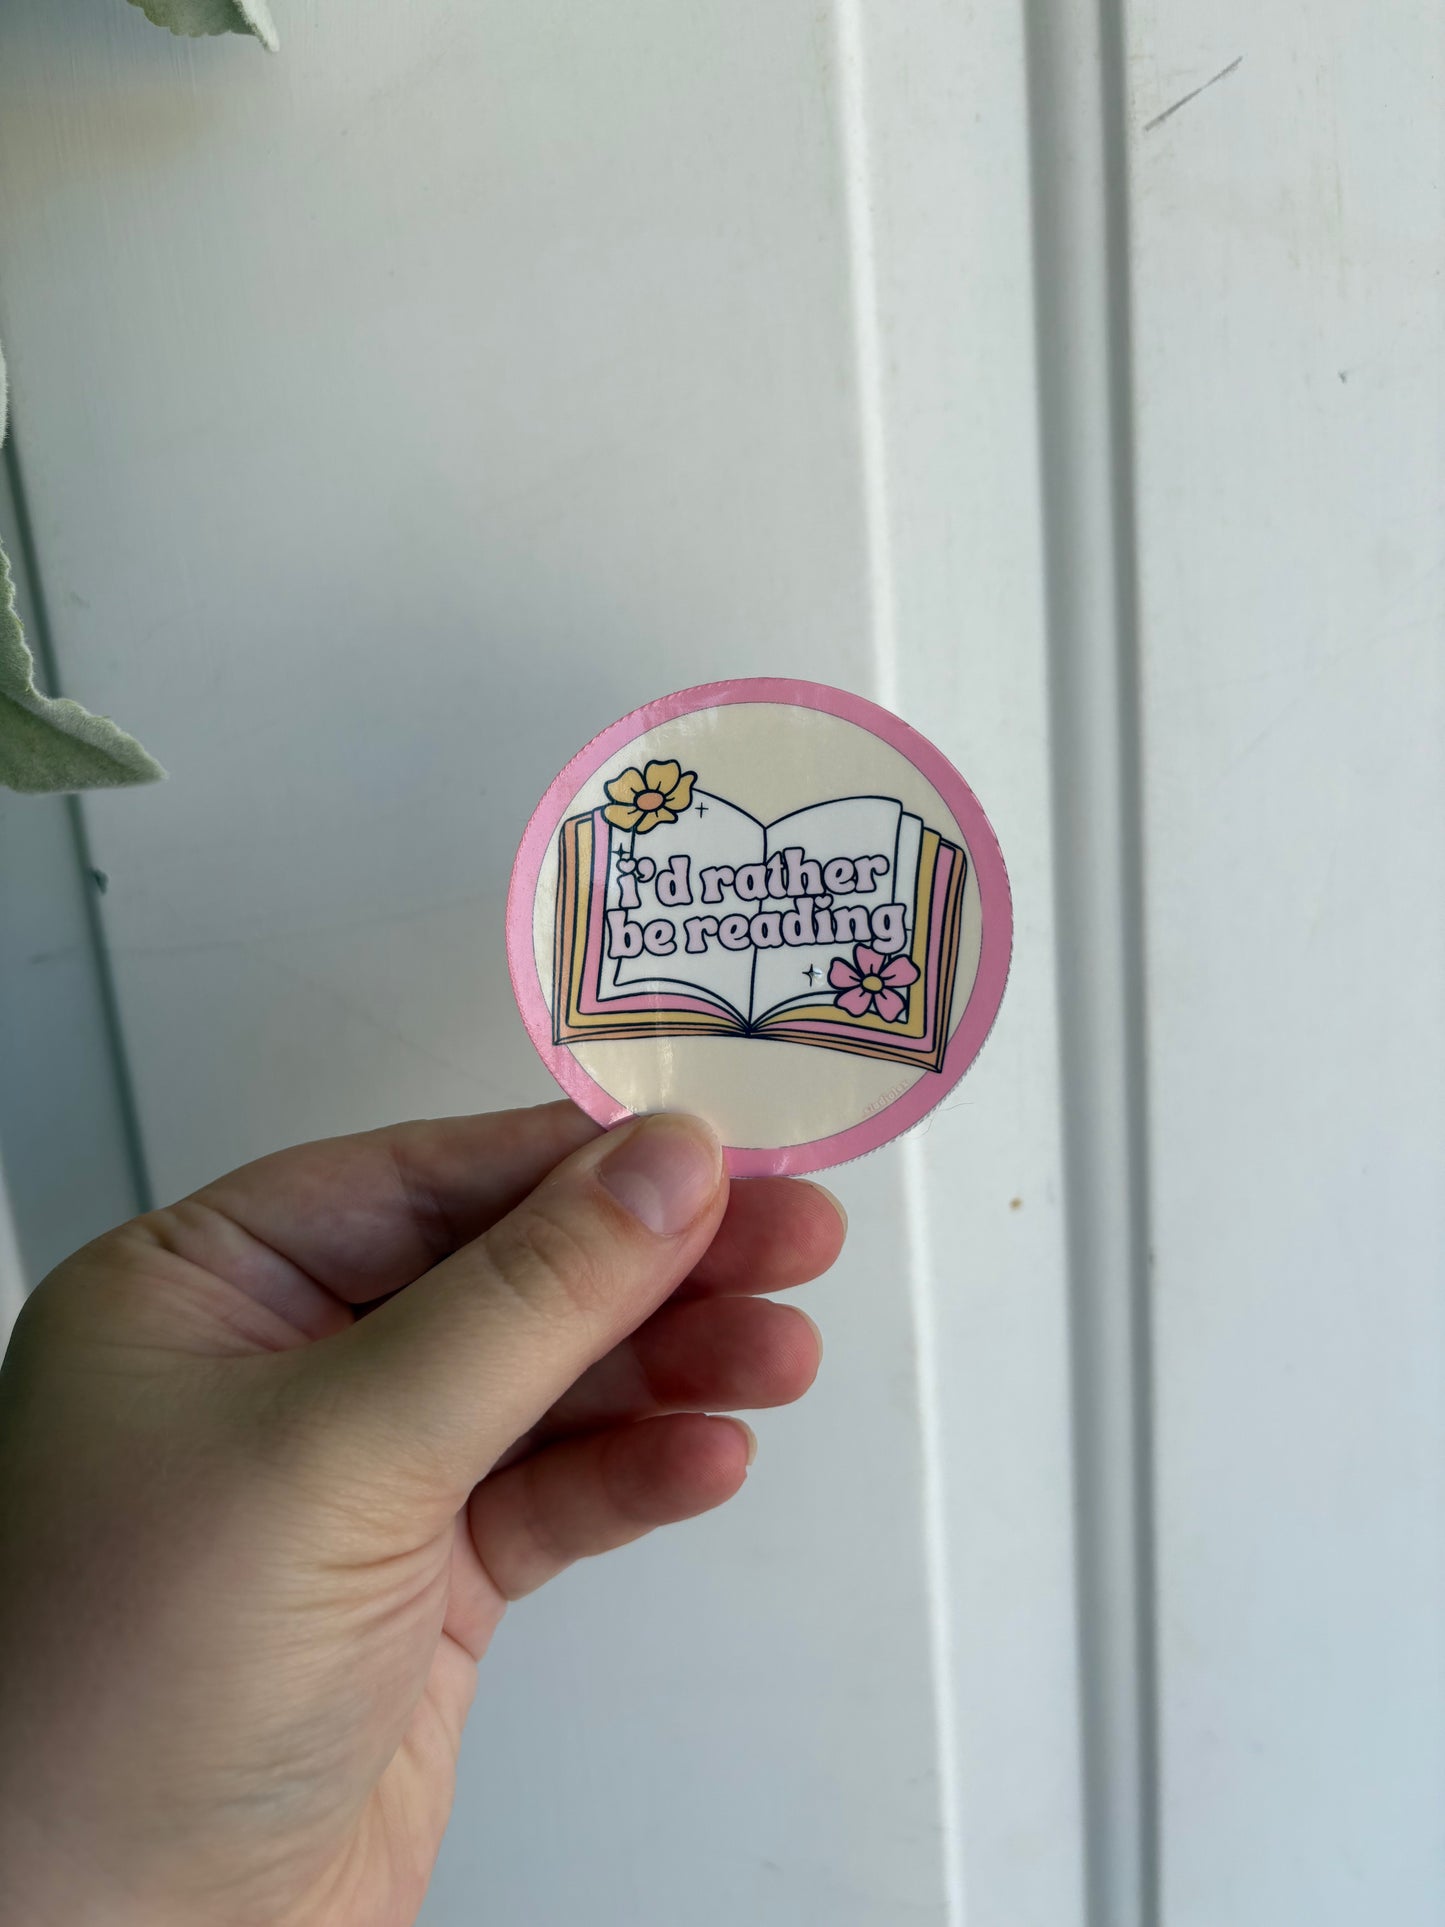 i'd rather
be reading